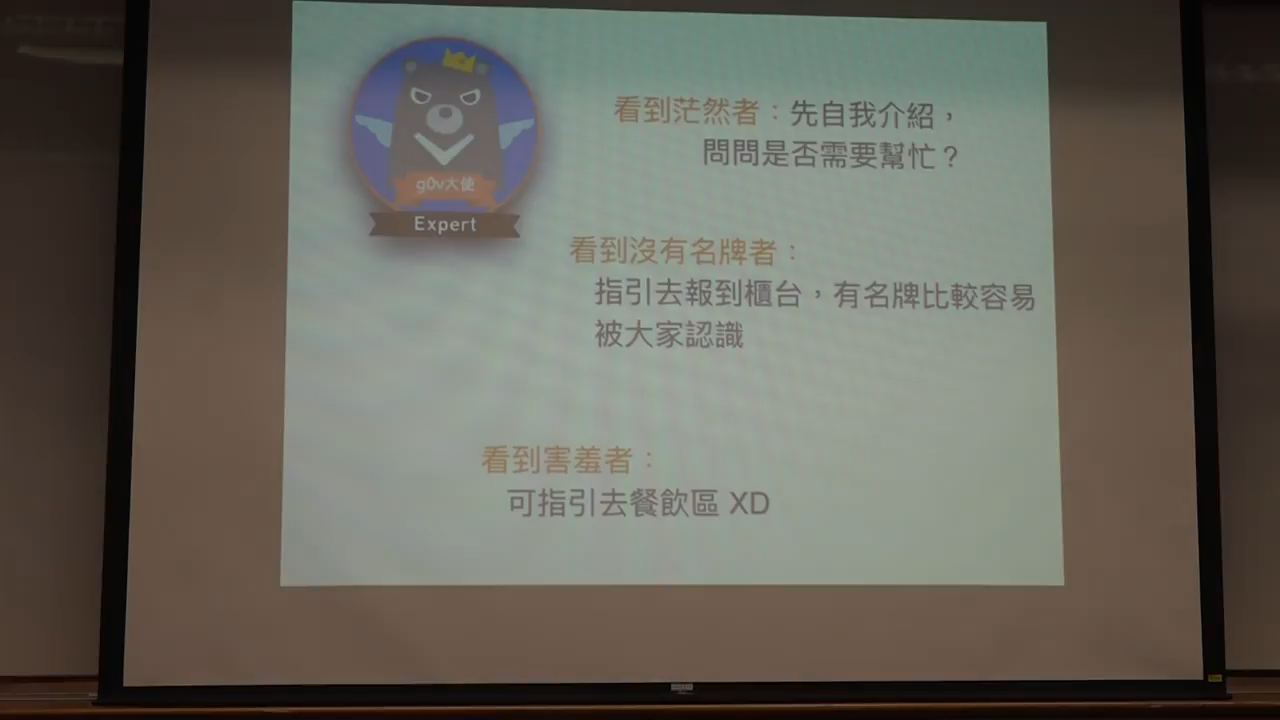 g0v大使
Expert
看到茫然者：先自我介紹，
問問是否需要幫忙？
看到沒有名牌者：
指引去報到櫃台，有名牌比較容易
被大家認識
看到害羞者：
可指引去餐飲區 XD